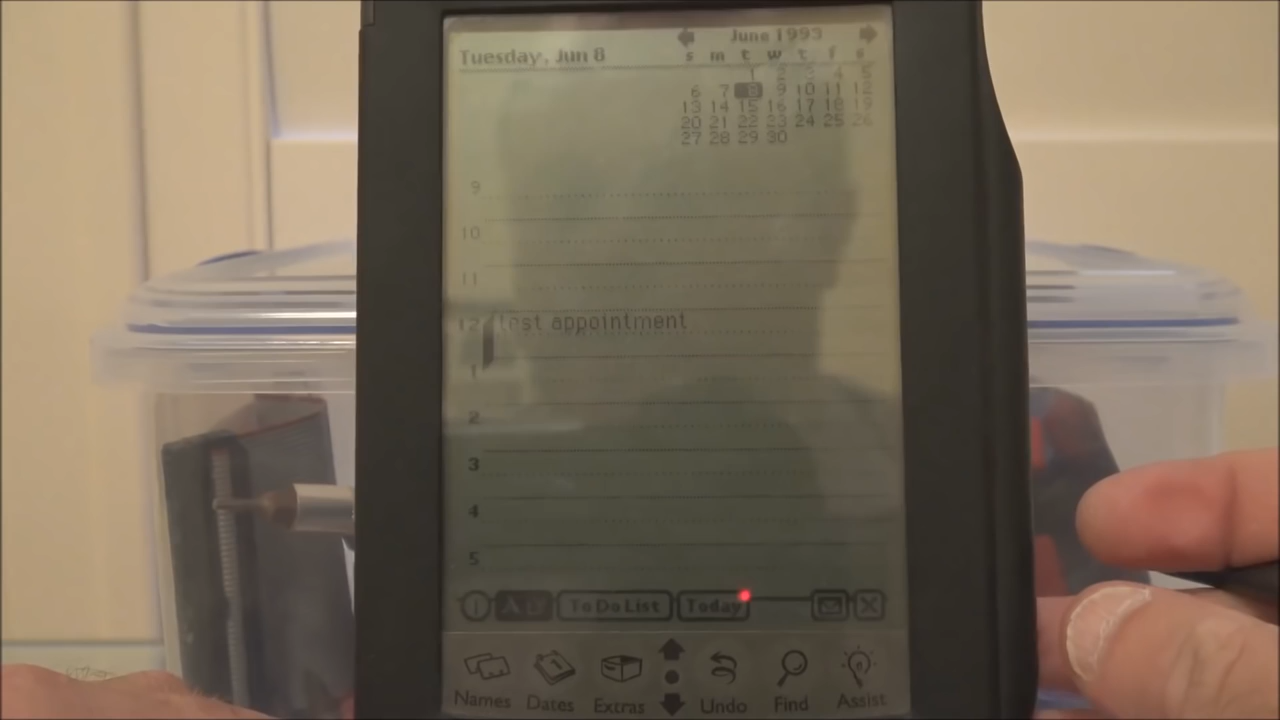 June 1993
Tuesday, Jun 8
s m t w t f s
1 2 3 4 5
6 7 8 9 10 11 12
13 14 15 16 17 18 19
20 21 22 23 24 25 26
27 28 29 30
9
10
11
12 test appointment
1
2
3
4
5
i To Do List Today
Names Dates Extras Undo Find Assist